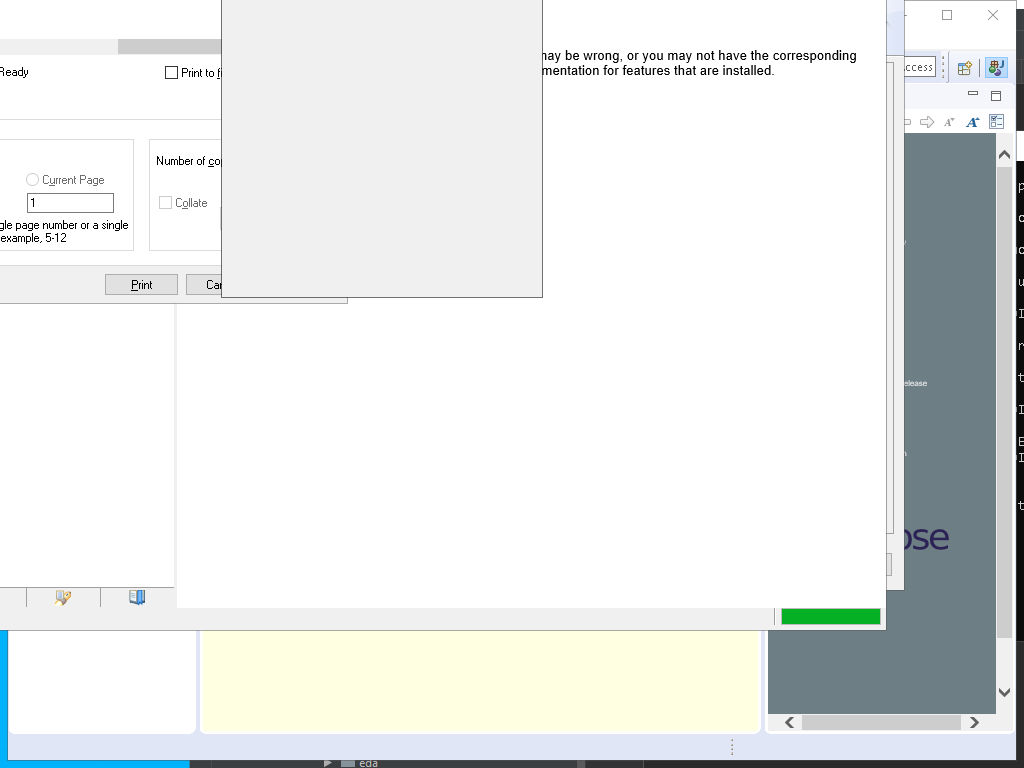 may be wrong, or you may not have the corresponding
mentation for features that are installed.
Ready
Print to f
ccess
Number of co
Current Page
1
Collate
gle page number or a single
example, 5-12
Print
Can
elease
ose
eda